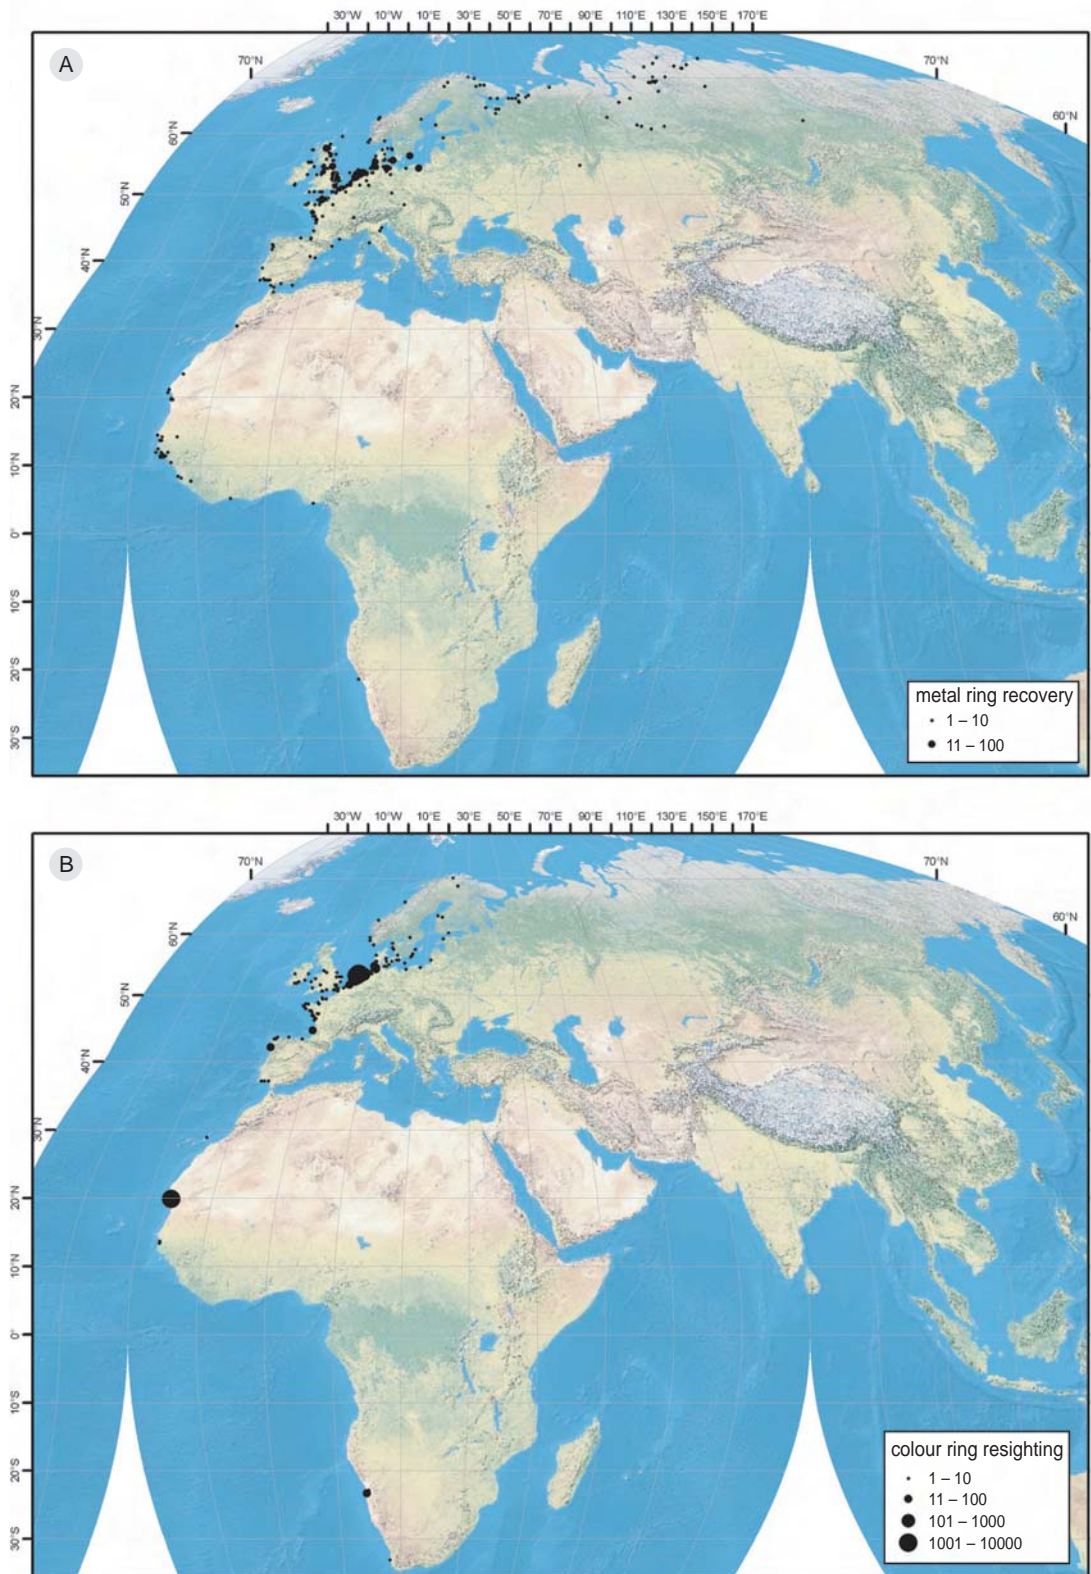 30°W 10°W 10°E 30°E 50°E 70°E 90°E 110°E 130°E 150°E 170°E
A
70°N
70°N
60°N
60°N
50°N
40°N
30°N
20°N
10°N
0°
10°S
20°S
30°S
metal ring recovery
1 – 10
11 – 100
30°W 10°W 10°E 30°E 50°E 70°E 90°E 110°E 130°E 150°E 170°E
B
70°N
70°N
60°N
60°N
50°N
40°N
30°N
20°N
10°N
0°
10°S
20°S
30°S
colour ring resighting
1 – 10
11 – 100
101 – 1000
1001 – 10000